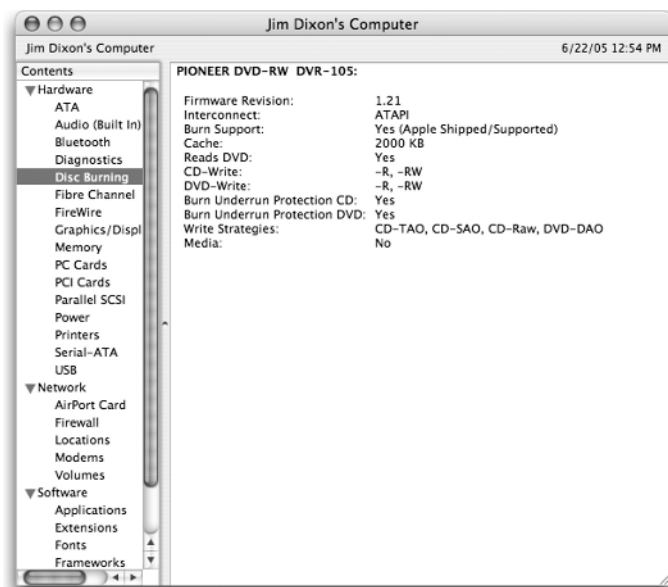 Jim Dixon's Computer
Jim Dixon's Computer 6/22/05 12:54 PM
Contents
Hardware
ATA
Audio (Built In)
Bluetooth
Diagnostics
Disc Burning
Fibre Channel
FireWire
Graphics/Displ
Memory
PC Cards
PCI Cards
Parallel SCSI
Power
Printers
Serial-ATA
USB
Network
AirPort Card
Firewall
Locations
Modems
Volumes
Software
Applications
Extensions
Fonts
Frameworks
PIONEER DVD-RW DVR-105:
Firmware Revision: 1.21
Interconnect: ATAPI
Burn Support: Yes (Apple Shipped/Supported)
Cache: 2000 KB
Reads DVD: Yes
CD-Write: -R, -RW
DVD-Write: -R, -RW
Burn Underrun Protection CD: Yes
Burn Underrun Protection DVD: Yes
Write Strategies: CD-TAO, CD-SAO, CD-Raw, DVD-DAO
Media: No